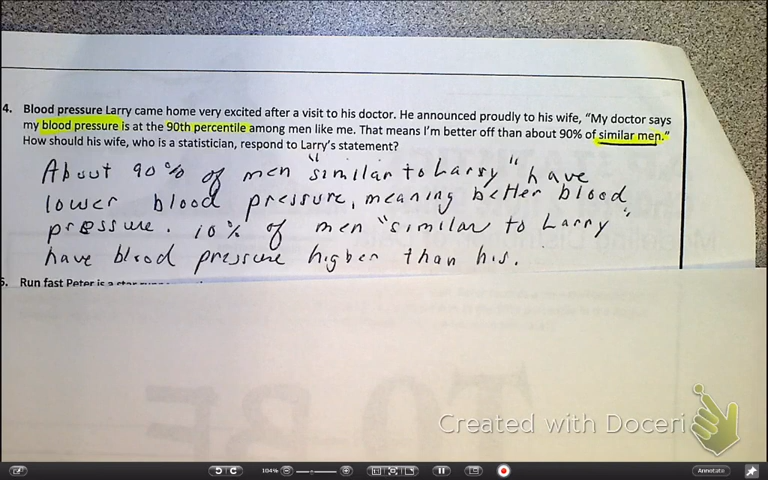 4. Blood pressure Larry came home very excited after a visit to his doctor. He announced proudly to his wife, "My doctor says
my blood pressure is at the 90th percentile among men like me. That means I'm better off than about 90% of similar men."
How should his wife, who is a statistician, respond to Larry's statement?
About 90% of men "similar to Larry" have
lower blood pressure, meaning better blood
pressure. 10% of men "similar to Larry"
have blood pressure higher than his.
5. Run fast Peter is a star
Created with Doceri
104%
Annotate